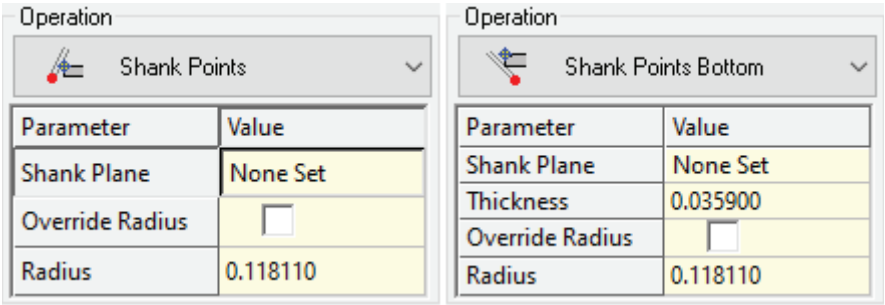 Operation
Shank Points
Parameter Value
Shank Plane None Set
Override Radius
Radius 0.118110
Operation
Shank Points Bottom
Parameter Value
Shank Plane None Set
Thickness 0.035900
Override Radius
Radius 0.118110